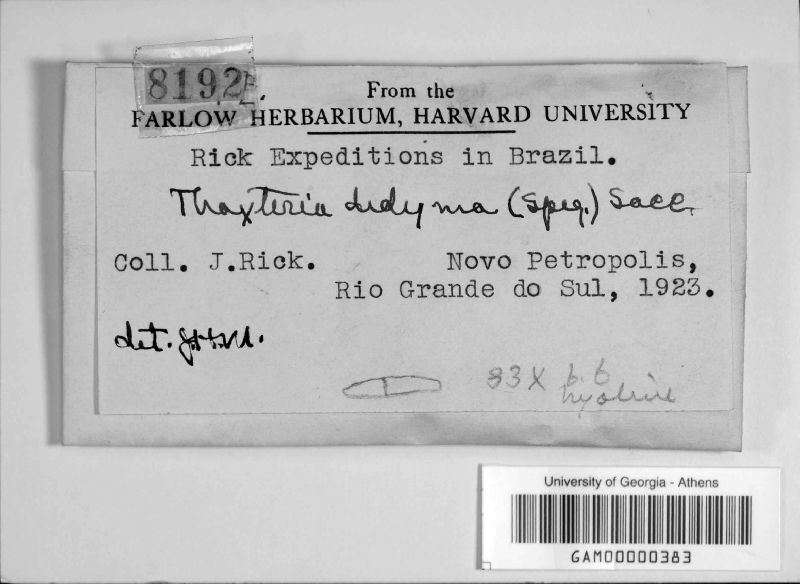 8192
From the
FARLOW HERBARIUM, HARVARD UNIVERSITY
Rick Expeditions in Brazil.
Thaxteria didyma (Speg.) Sacc.
Coll. J.Rick. Novo Petropolis,
Rio Grande do Sul, 1923.
det. J.H.M.
33 X 6.6
hyaline
University of Georgia - Athens
GAM00000383